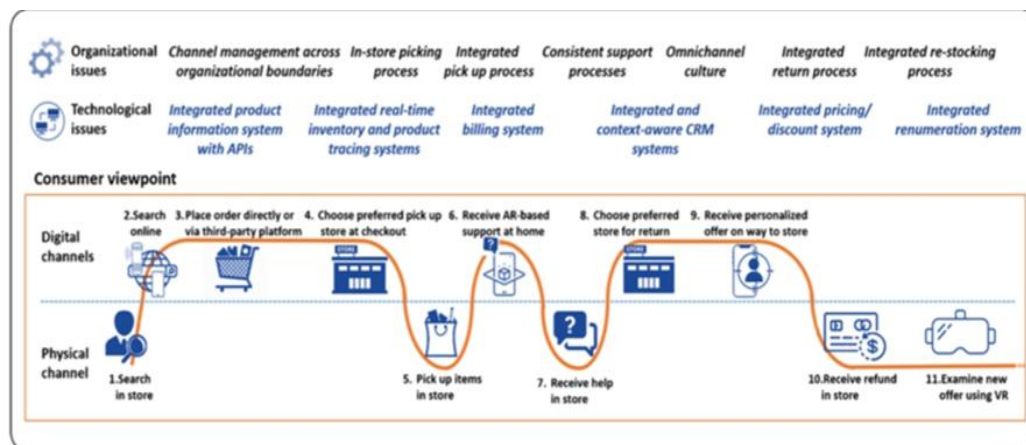 Organizational issues
Channel management across organizational boundaries
In-store picking process
Integrated pick up process
Consistent support processes
Omnichannel culture
Integrated return process
Integrated re-stocking process
Technological issues
Integrated product information system with APIs
Integrated real-time inventory and product tracing systems
Integrated billing system
Integrated and context-aware CRM systems
Integrated pricing/ discount system
Integrated renumeration system
Consumer viewpoint
Digital channels
2.Search online
3. Place order directly or via third-party platform
4. Choose preferred pick up store at checkout
6. Receive AR-based support at home
8. Choose preferred store for return
9. Receive personalized offer on way to store
STORE
?
STORE
Physical channel
?
$
1.Search in store
5. Pick up items in store
7. Receive help in store
10.Receive refund in store
11.Examine new offer using VR